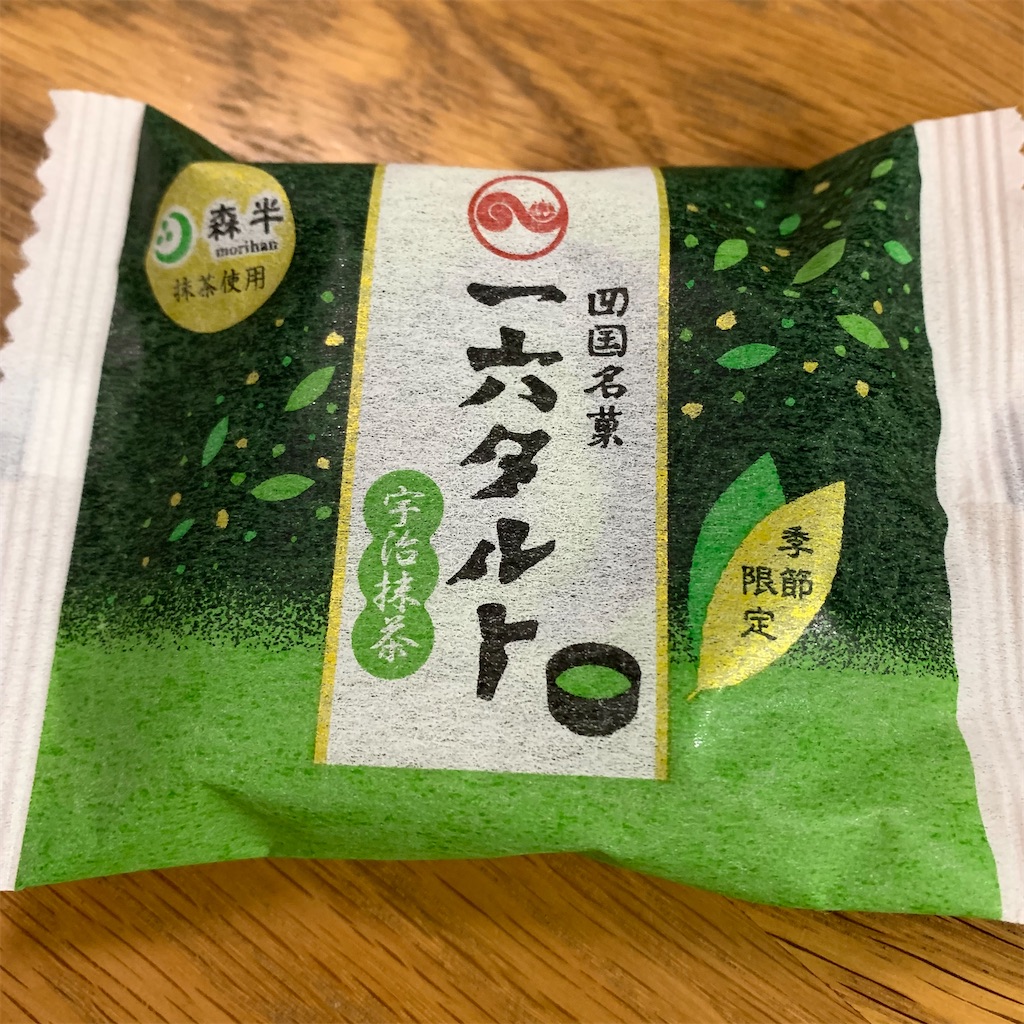 森半
morihan
抹茶使用
四国名菓
一六タルト
宇治抹茶
季節
限定